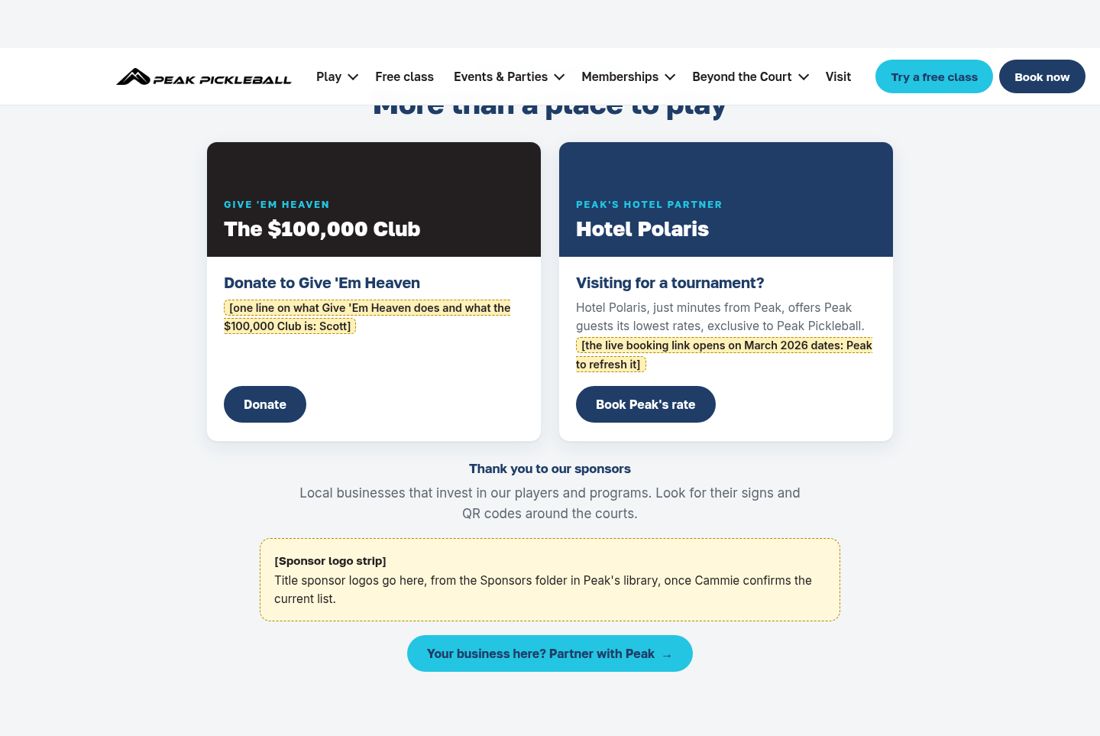 PEAK PICKLEBALL Play Free class Events & Parties Memberships Beyond the Court Visit Try a free class Book now
More than a place to play
GIVE 'EM HEAVEN
The $100,000 Club
Donate to Give 'Em Heaven
[one line on what Give 'Em Heaven does and what the
$100,000 Club is: Scott]
Donate
PEAK'S HOTEL PARTNER
Hotel Polaris
Visiting for a tournament?
Hotel Polaris, just minutes from Peak, offers Peak
guests its lowest rates, exclusive to Peak Pickleball.
[the live booking link opens on March 2026 dates: Peak
to refresh it]
Book Peak's rate
Thank you to our sponsors
Local businesses that invest in our players and programs. Look for their signs and
QR codes around the courts.
[Sponsor logo strip]
Title sponsor logos go here, from the Sponsors folder in Peak's library, once Cammie confirms the
current list.
Your business here? Partner with Peak →